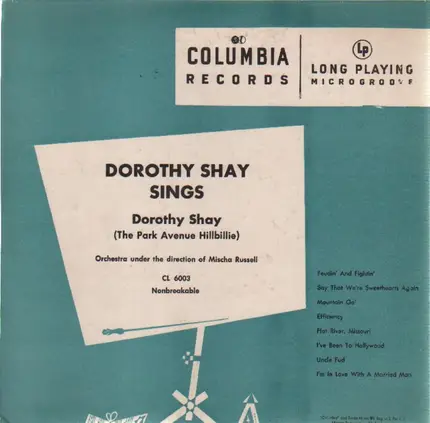 COLUMBIA
RECORDS
Lp
LONG PLAYING
MICROGROOVE
DOROTHY SHAY
SINGS
Dorothy Shay
(The Park Avenue Hillbillie)
Orchestra under the direction of Mischa Russell
CL 6003
Nonbreakable
Feudin' And Fightin'
Say That We're Sweethearts Again
Mountain Gal
Efficiency
Flat River, Missouri
I've Been To Hollywood
Uncle Fud
I'm In Love With A Married Man